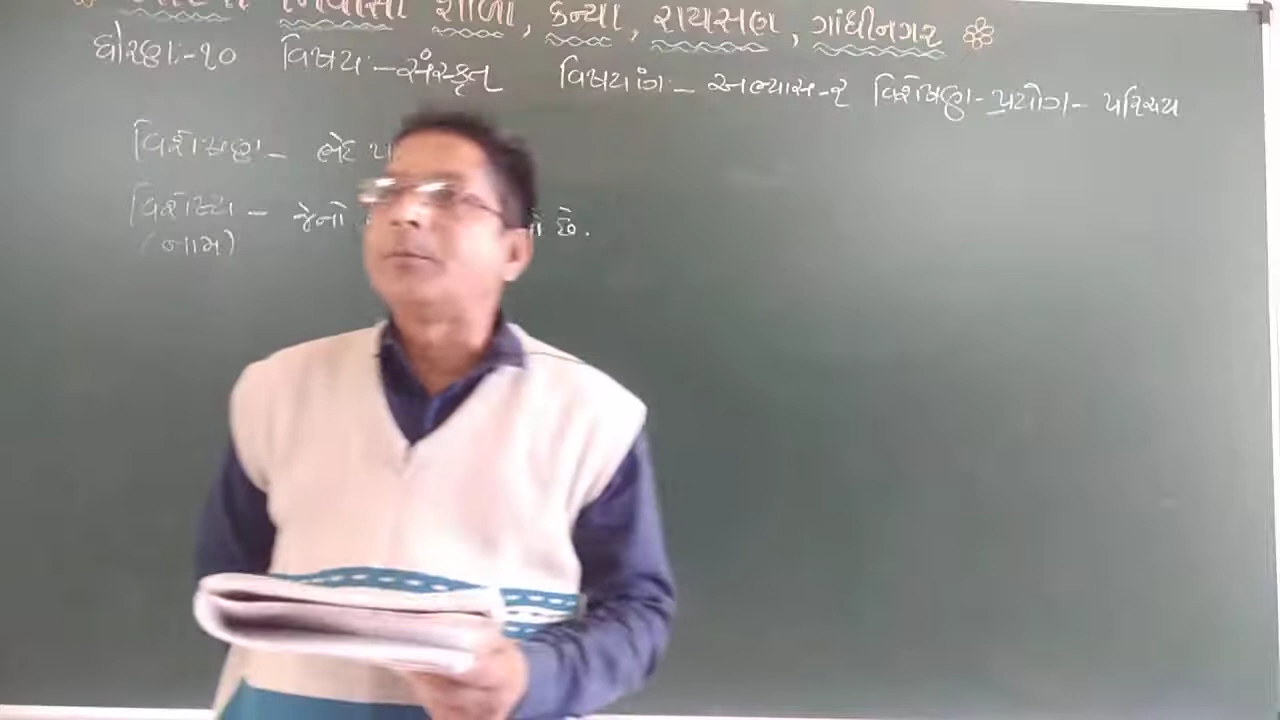 નિવાસી શાળા, કન્યા, રાયસણ, ગાંધીનગર
ધોરણ:-૧૦ વિષય:-સંસ્કૃત વિષયાંગ:- અભ્યાસ-૨ વિશેષણ-પ્રયોગ- પરિચય
વિશેષણ- ભેદ
વિશેષ્ય - જેનો છે.
(નામ)